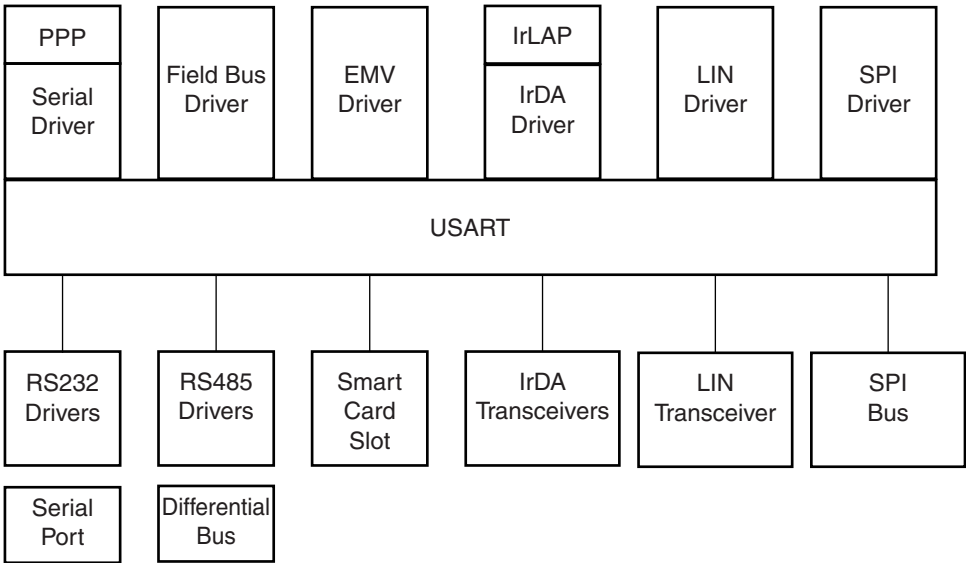 PPP
Serial
Driver
Field Bus
Driver
EMV
Driver
IrLAP
IrDA
Driver
LIN
Driver
SPI
Driver
USART
RS232
Drivers
RS485
Drivers
Smart
Card
Slot
IrDA
Transceivers
LIN
Transceiver
SPI
Bus
Serial
Port
Differential
Bus